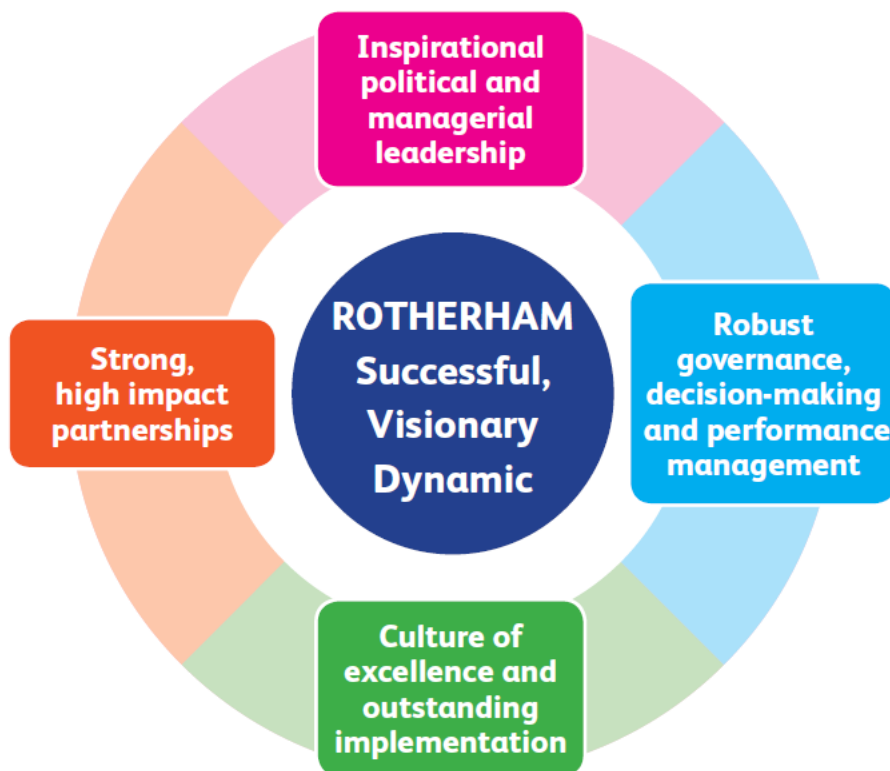 Inspirational
political and
managerial
leadership
ROTHERHAM
Successful,
Visionary
Dynamic
Robust
governance,
decision-making
and performance
management
Strong,
high impact
partnerships
Culture of
excellence and
outstanding
implementation